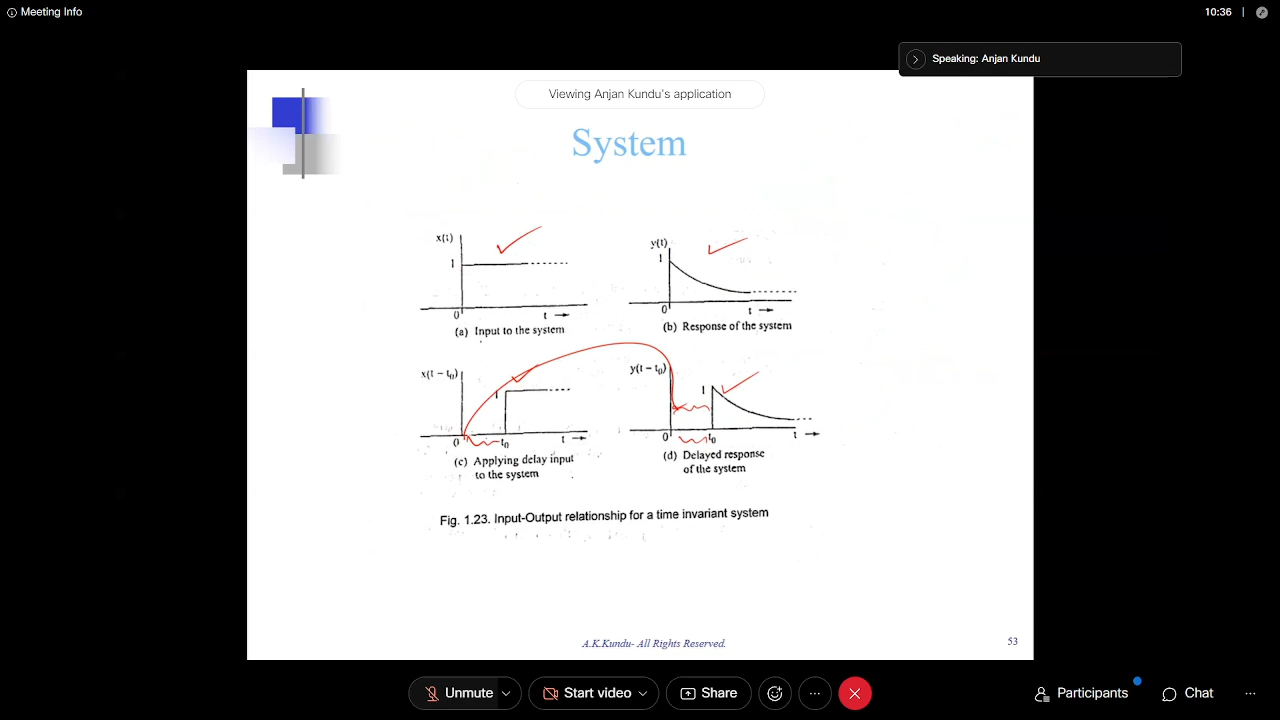 Meeting Info
10:36
Speaking: Anjan Kundu
Viewing Anjan Kundu's application
System
x(t)
1
0
t
(a) Input to the system
y(t)
1
0
t
(b) Response of the system
x(t − t₀)
1
0
t₀
t
(c) Applying delay input
to the system
y(t − t₀)
1
0
t₀
t
(d) Delayed response
of the system
Fig. 1.23. Input-Output relationship for a time invariant system
A.K.Kundu- All Rights Reserved.
53
Unmute
Start video
Share
Participants
Chat